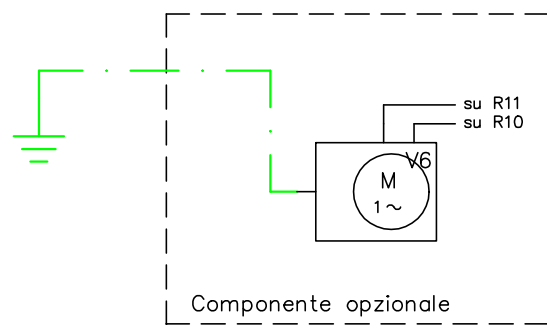 su R11
su R10
V6
M
1~
Componente opzionale